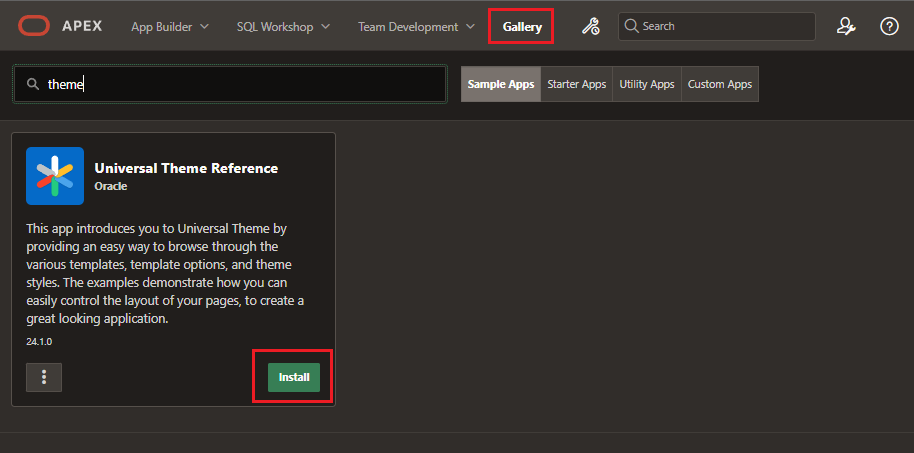 APEX App Builder SQL Workshop Team Development Gallery Search
theme Sample Apps Starter Apps Utility Apps Custom Apps
Universal Theme Reference
Oracle
This app introduces you to Universal Theme by
providing an easy way to browse through the
various templates, template options, and theme
styles. The examples demonstrate how you can
easily control the layout of your pages, to create a
great looking application.
24.1.0
Install